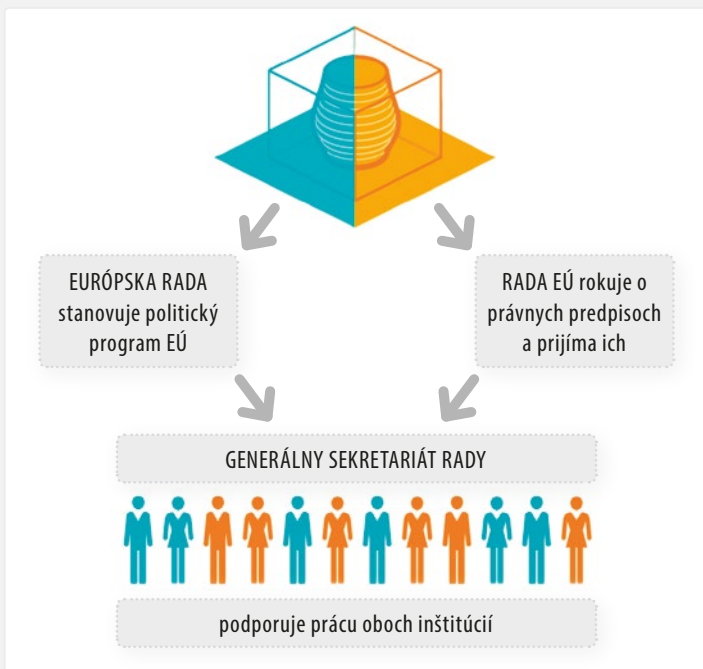 EURÓPSKA RADA
stanovuje politický
program EÚ
RADA EÚ rokuje o
právnych predpisoch
a prijíma ich
GENERÁLNY SEKRETARIÁT RADY
podporuje prácu oboch inštitúcií